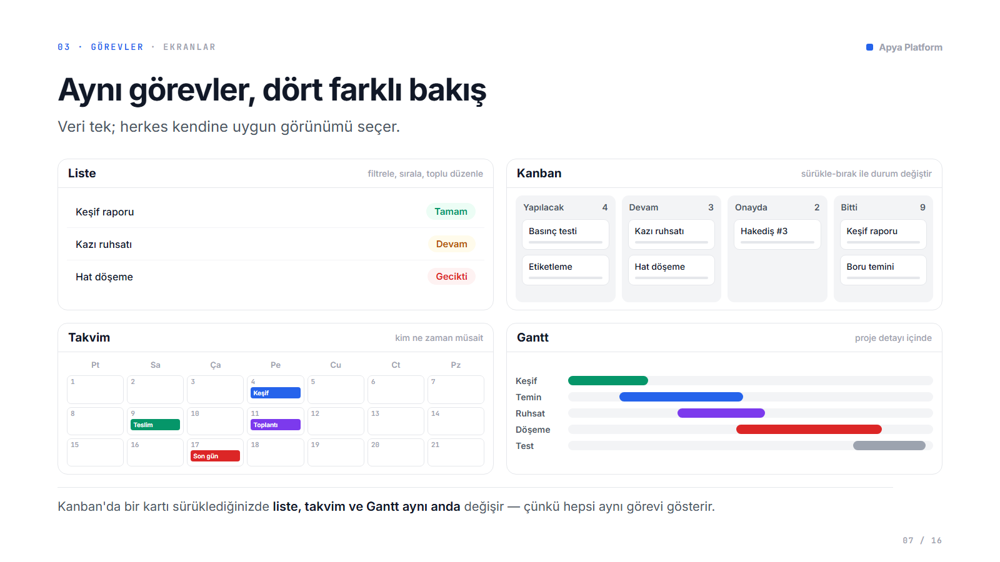 03 · GÖREVLER · EKRANLAR
Apya Platform
Aynı görevler, dört farklı bakış
Veri tek; herkes kendine uygun görünümü seçer.
Liste
filtrele, sırala, toplu düzenle
Keşif raporu
Tamam
Kazı ruhsatı
Devam
Hat döşeme
Gecikti
Kanban
sürükle-bırak ile durum değiştir
Yapılacak 4
Basınç testi
Etiketleme
Devam 3
Kazı ruhsatı
Hat döşeme
Onayda 2
Hakediş #3
Bitti 9
Keşif raporu
Boru temini
Takvim
kim ne zaman müsait
Pt Sa Ça Pe Cu Ct Pz
1 2 3 4 5 6 7
Keşif
8 9 10 11 12 13 14
Teslim Toplantı
15 16 17 18 19 20 21
Son gün
Gantt
proje detayı içinde
Keşif
Temin
Ruhsat
Döşeme
Test
Kanban'da bir kartı sürüklediğinizde liste, takvim ve Gantt aynı anda değişir — çünkü hepsi aynı görevi gösterir.
07 / 16